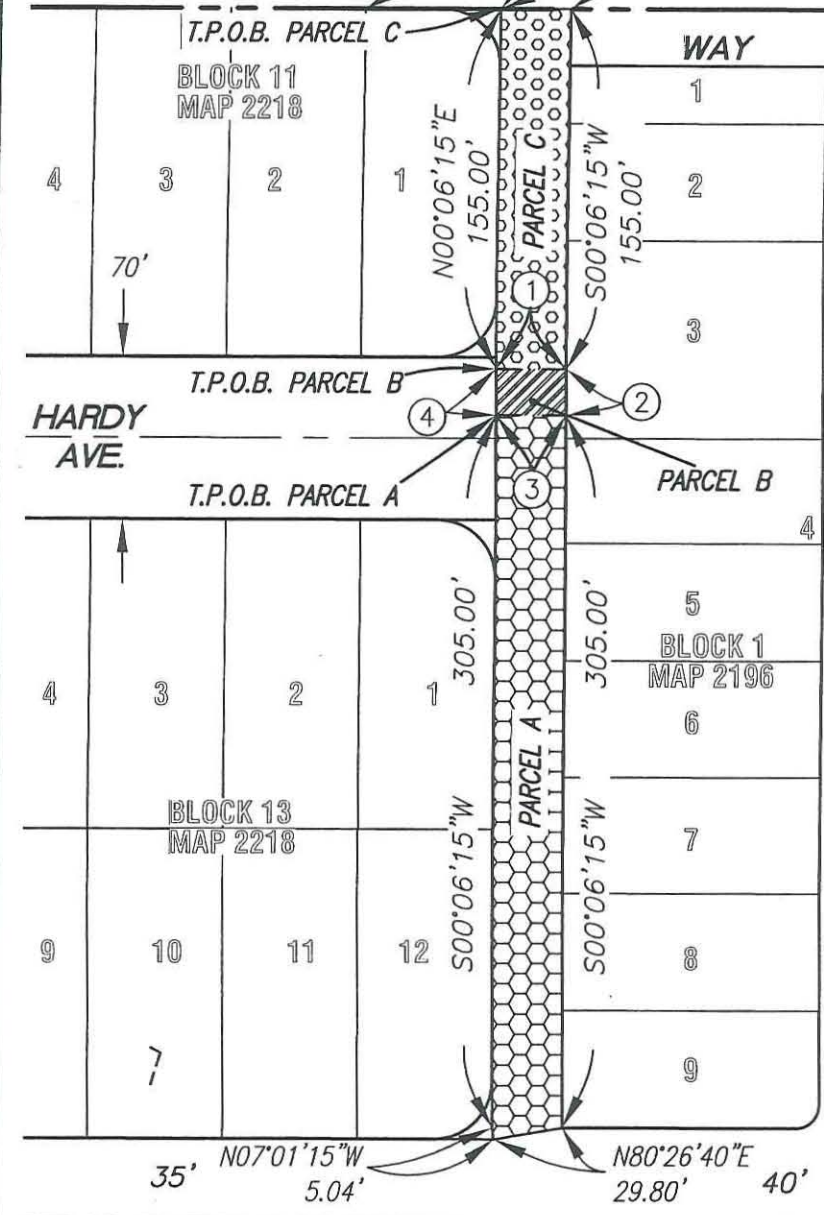 T.P.O.B. PARCEL C
WAY
BLOCK 11
MAP 2218
1
4
3
2
1
N00°06'15"E
155.00'
PARCEL C
S00°06'15"W
155.00'
2
3
70'
1
T.P.O.B. PARCEL B
4
2
HARDY
AVE.
T.P.O.B. PARCEL A
3
PARCEL B
4
305.00'
305.00'
5
BLOCK 1
MAP 2196
4
3
2
1
6
PARCEL A
BLOCK 13
MAP 2218
S00°06'15"W
S00°06'15"W
7
9
10
11
12
8
9
35'
N07°01'15"W
5.04'
N80°26'40"E
29.80'
40'